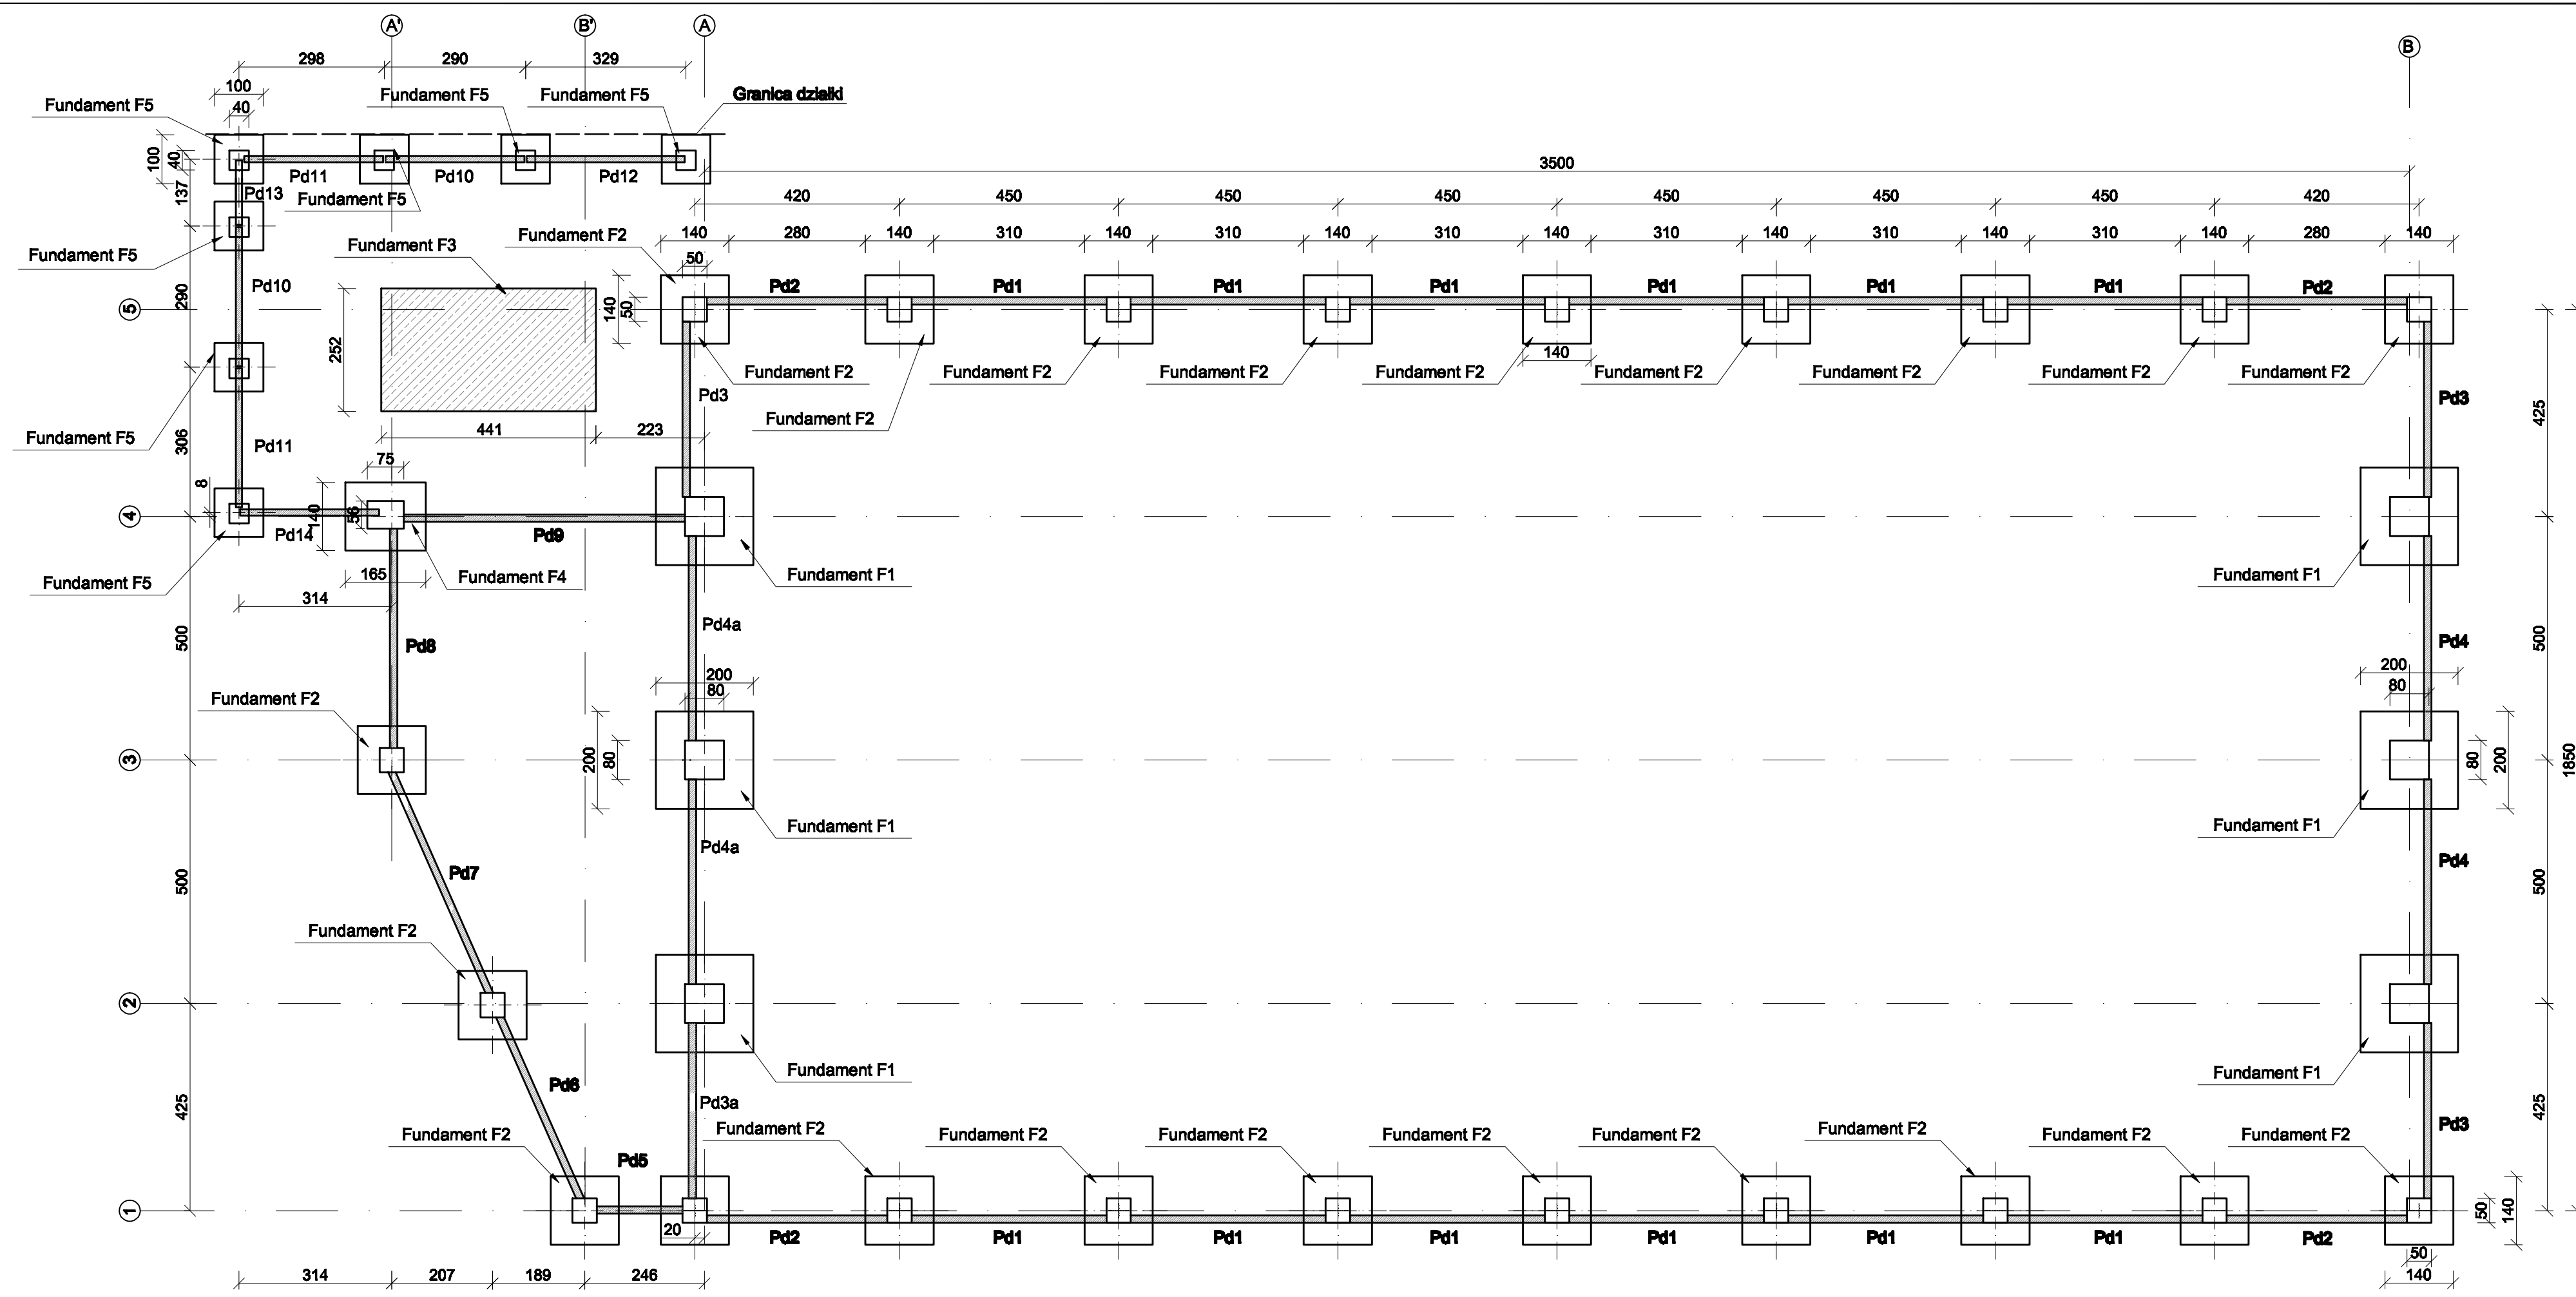 A'
B'
A
B
298
290
329
100
40
Fundament F5
Fundament F5
Fundament F5
Granica działki
100
40
137
Pd13
Pd11
Pd10
Pd12
Fundament F5
3500
420
450
450
450
450
450
450
420
Fundament F5
Fundament F3
Fundament F2
140
280
140
310
140
310
140
310
140
310
140
310
140
310
140
280
140
50
Pd10
290
5
252
140
50
Pd2
Pd1
Pd1
Pd1
Pd1
Pd1
Pd1
Pd2
140
Fundament F2
Fundament F2
Fundament F2
Fundament F2
Fundament F2
Fundament F2
Fundament F2
Fundament F2
Pd3
Pd3
425
441
223
Fundament F5
Pd11
306
75
8
4
56
140
Pd14
Pd9
Fundament F5
165
Fundament F4
Fundament F1
Fundament F1
314
Pd4a
500
Pd8
Pd4
500
200
80
200
80
Fundament F2
3
200
80
80
200
1850
Fundament F1
Fundament F1
Pd4a
Pd7
500
Pd4
500
Fundament F2
2
Fundament F1
Fundament F1
Pd6
425
Pd3a
Pd3
425
Fundament F2
Fundament F2
Fundament F2
Fundament F2
Fundament F2
Fundament F2
Fundament F2
Fundament F2
Fundament F2
Pd5
1
20
50
140
Pd2
Pd1
Pd1
Pd1
Pd1
Pd1
Pd1
Pd2
50
140
314
207
189
246